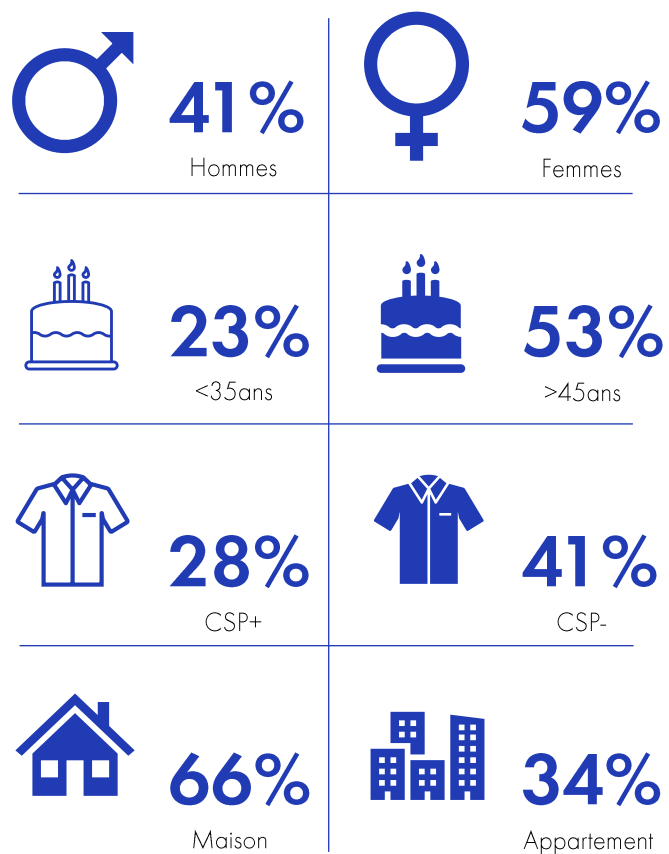 41%
Hommes
59%
Femmes
23%
<35ans
53%
>45ans
28%
CSP+
41%
CSP-
66%
Maison
34%
Appartement